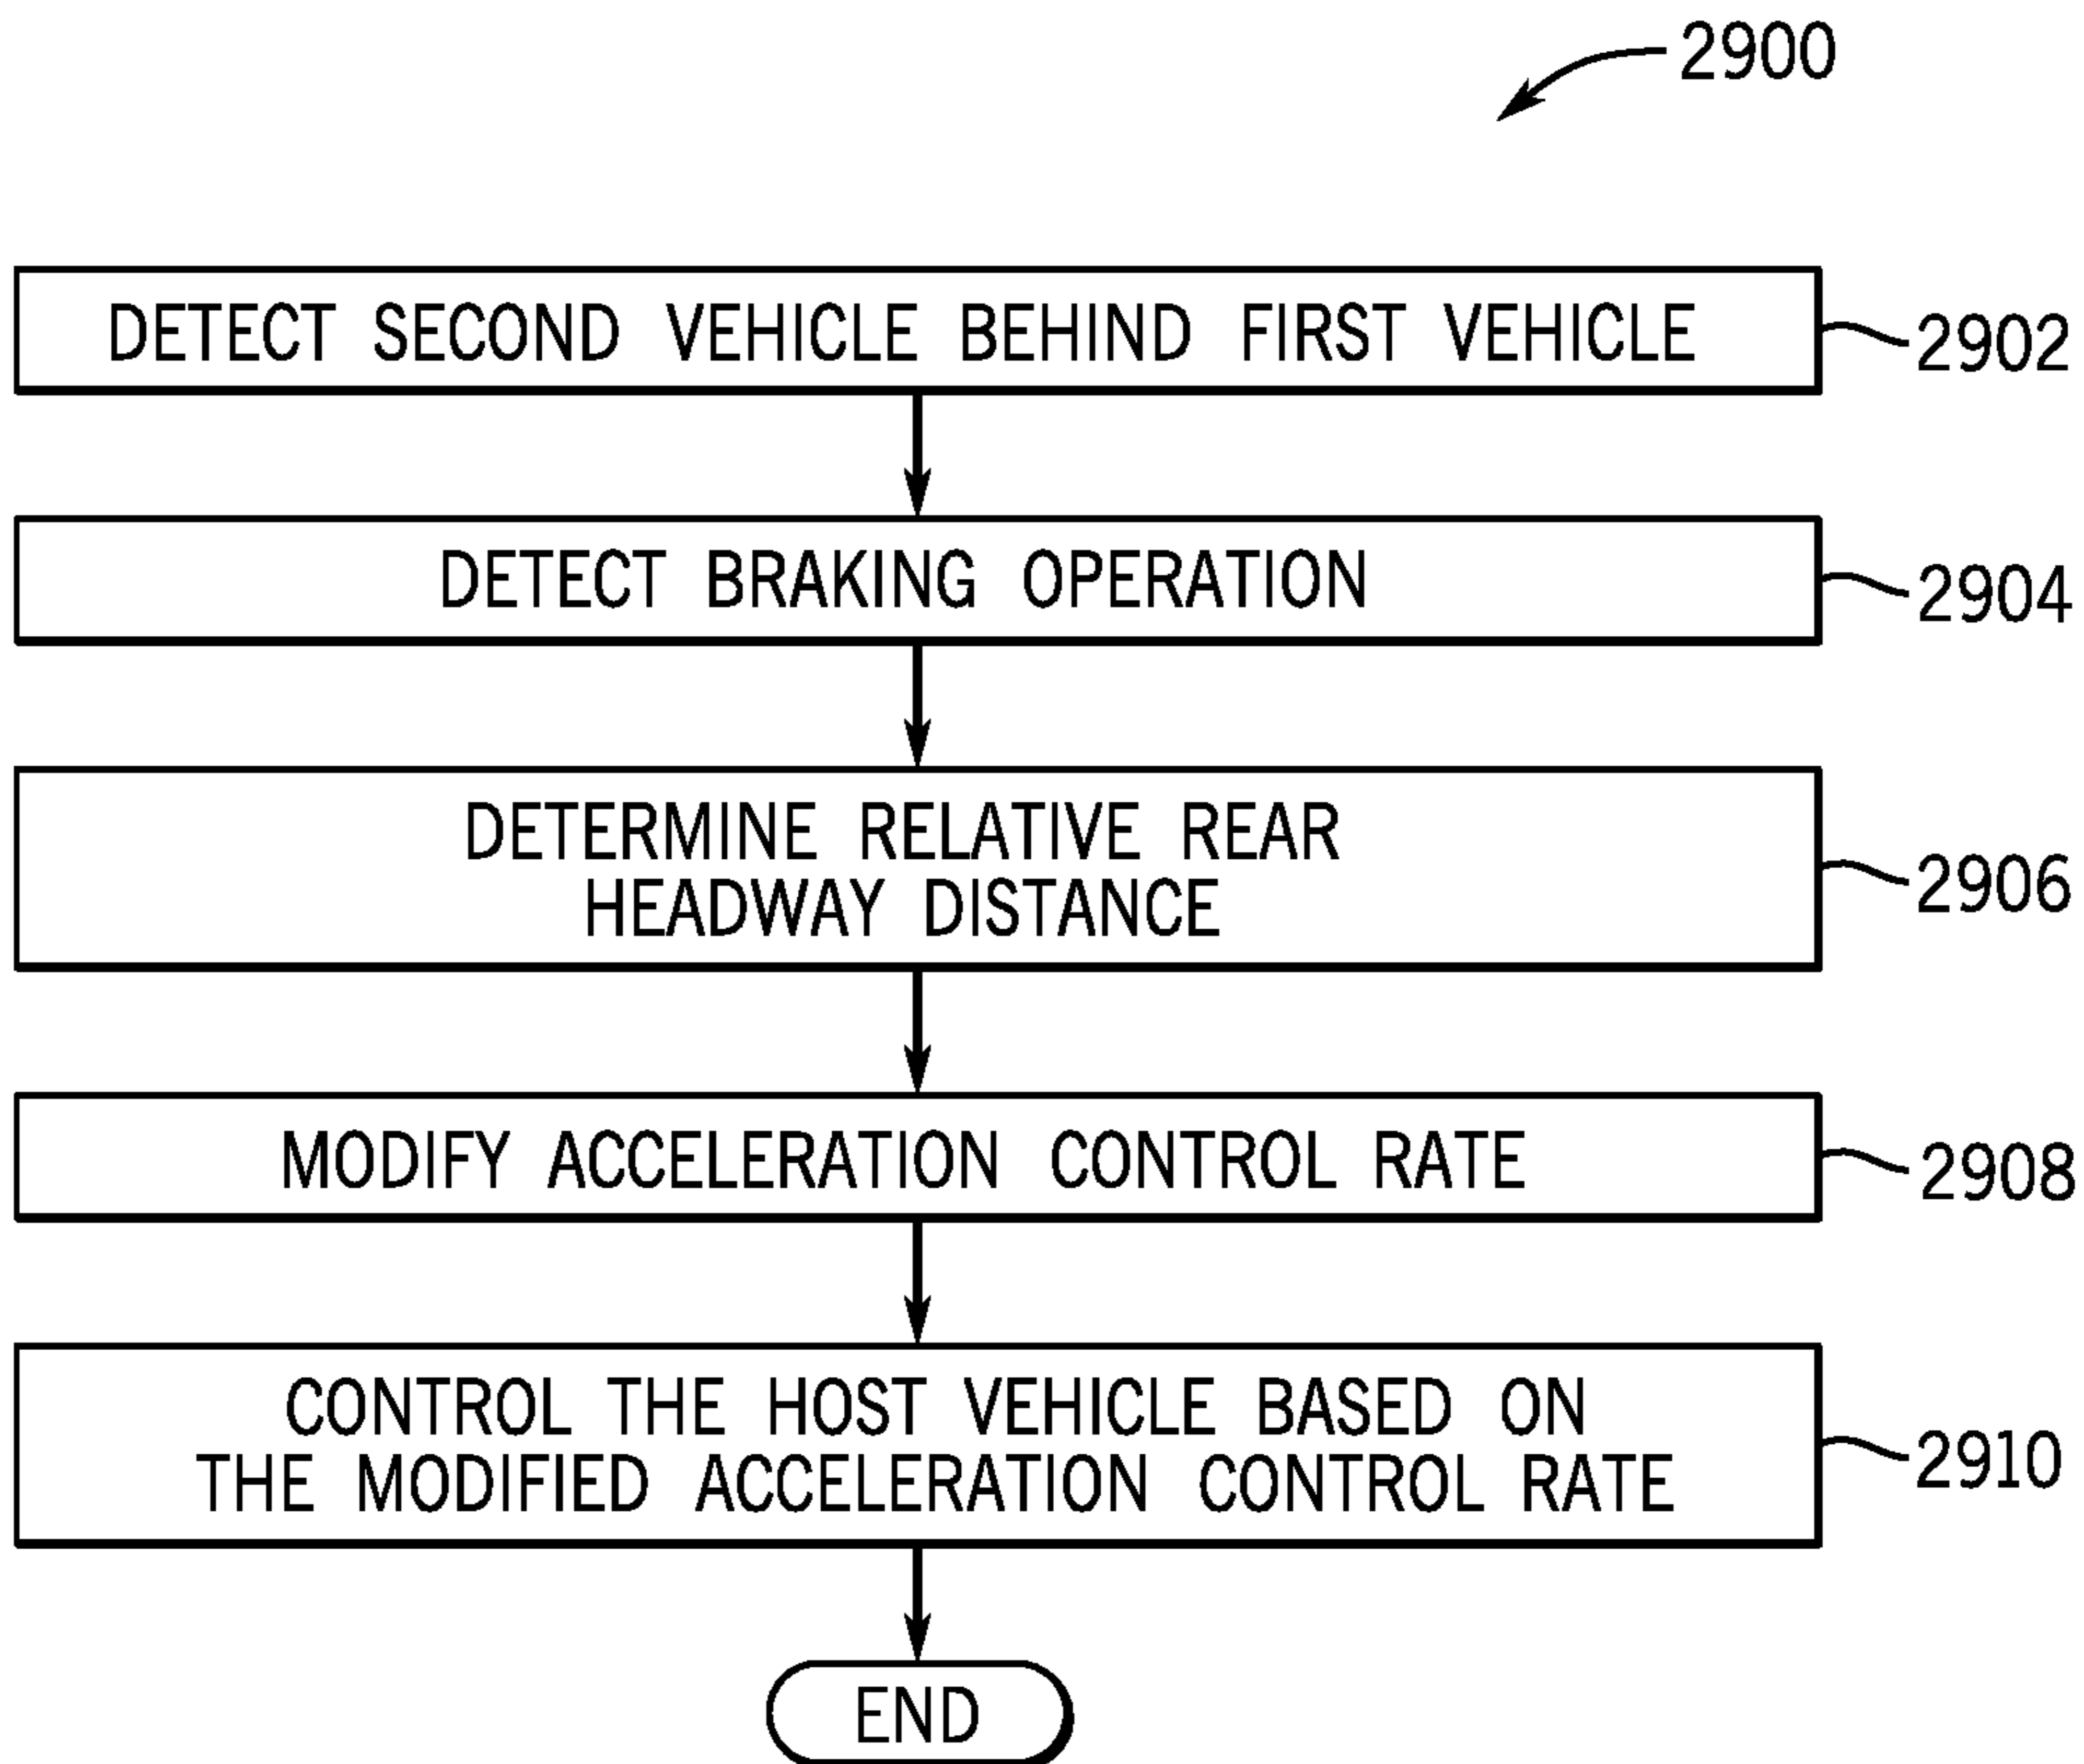 2900
DETECT SECOND VEHICLE BEHIND FIRST VEHICLE
2902
DETECT BRAKING OPERATION
2904
DETERMINE RELATIVE REAR
HEADWAY DISTANCE
2906
MODIFY ACCELERATION CONTROL RATE
2908
CONTROL THE HOST VEHICLE BASED ON
THE MODIFIED ACCELERATION CONTROL RATE
2910
END